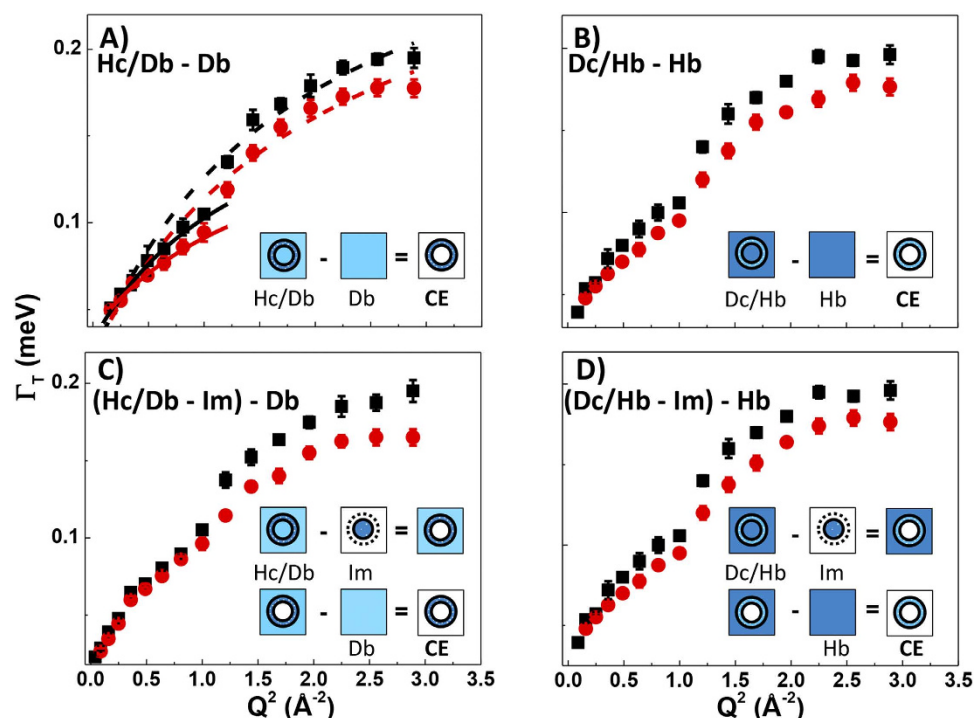 A)
Hc/Db - Db
0.2
0.1
- =
Hc/Db Db CE
B)
Dc/Hb - Hb
- =
Dc/Hb Hb CE
ΓT (meV)
C)
(Hc/Db - Im) - Db
0.2
0.1
- =
Hc/Db Im
- =
Db CE
0.0 0.5 1.0 1.5 2.0 2.5 3.0 3.5
Q² (Å⁻²)
D)
(Dc/Hb - Im) - Hb
- =
Dc/Hb Im
- =
Hb CE
0.0 0.5 1.0 1.5 2.0 2.5 3.0 3.5
Q² (Å⁻²)